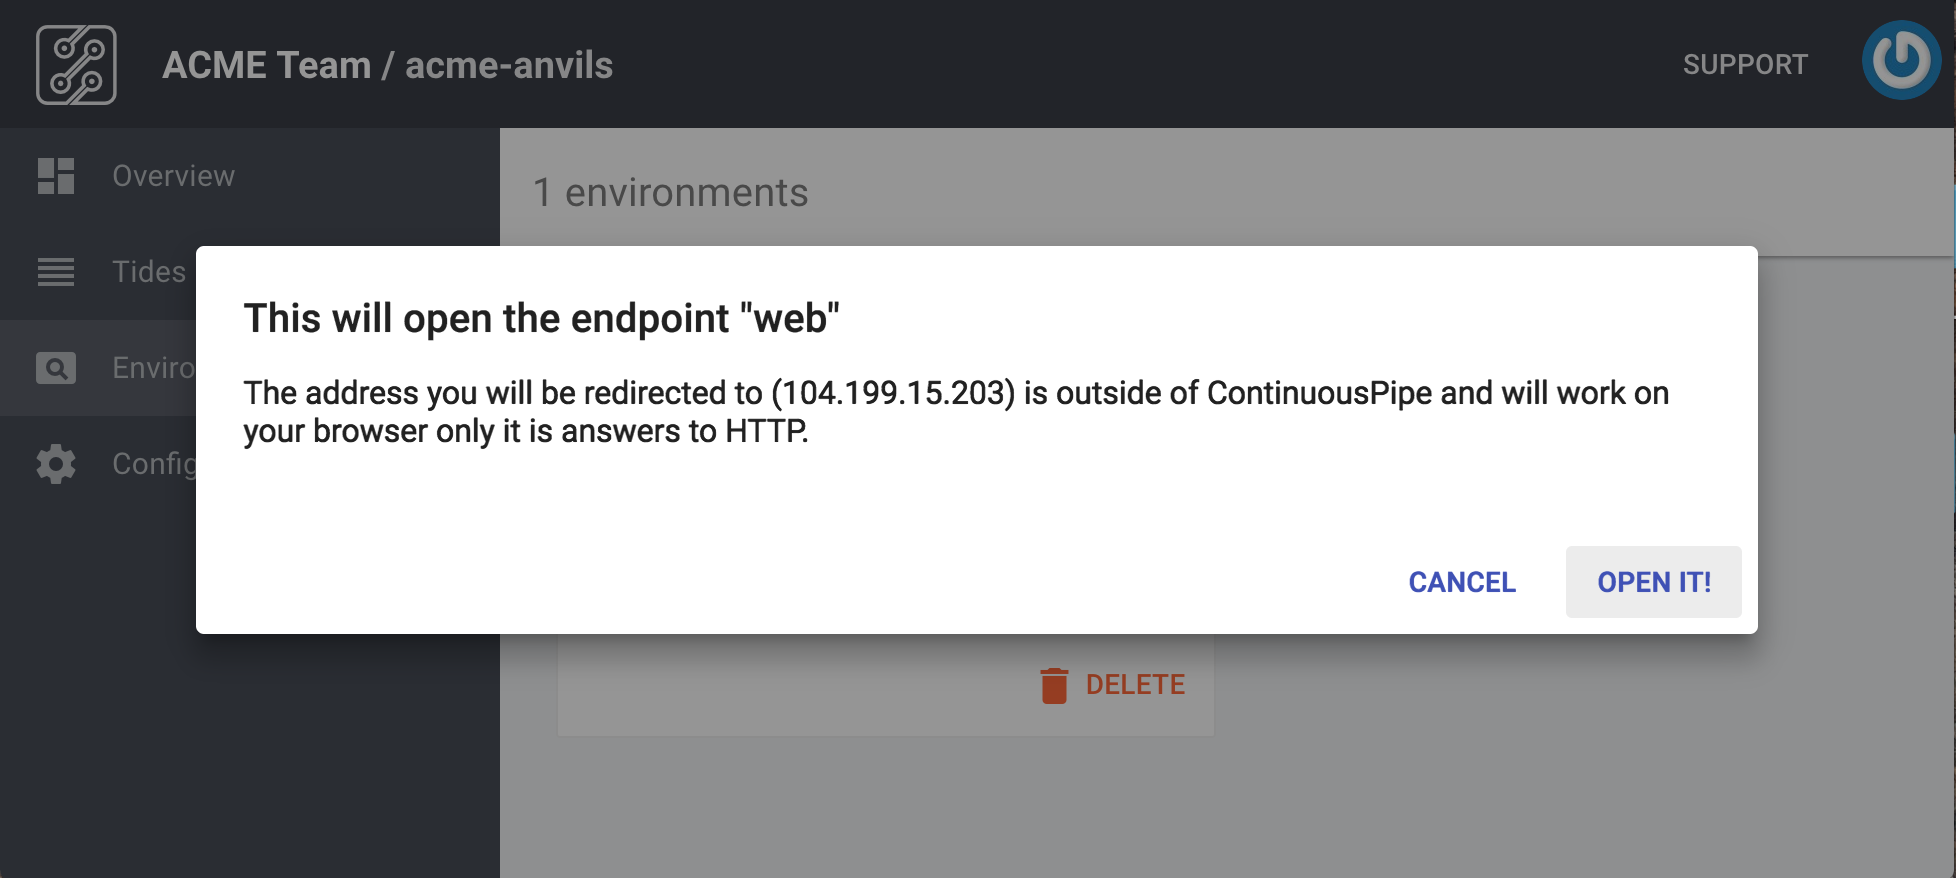 ACME Team / acme-anvils
SUPPORT
Overview
1 environments
Tides
Enviro
Config
This will open the endpoint "web"
The address you will be redirected to (104.199.15.203) is outside of ContinuousPipe and will work on
your browser only it is answers to HTTP.
CANCEL
OPEN IT!
DELETE